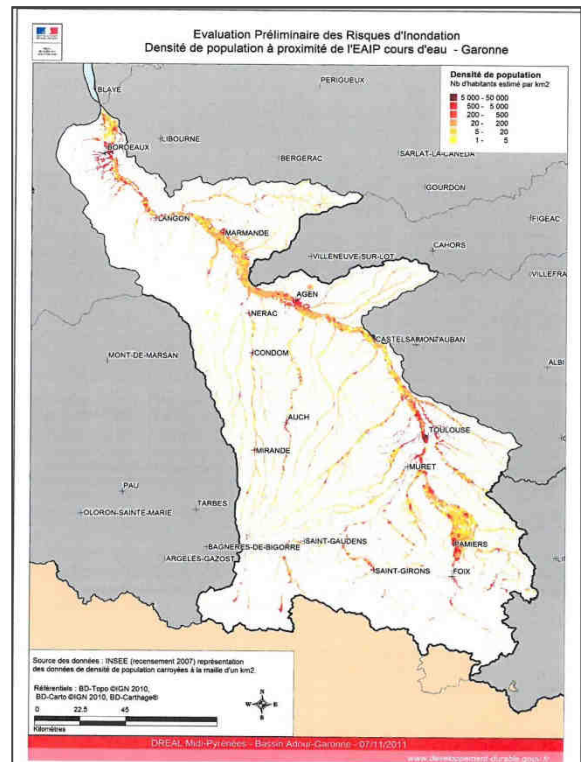 Evaluation Préliminaire des Risques d'Inondation
Densité de population à proximité de l'EAIP cours d'eau - Garonne
Densité de population
Nb d'habitants estimé par km2
5 000 - 50 000
500 - 5 000
200 - 500
20 - 200
5 - 20
1 - 5
BLAYE
PERIGUEUX
BORDEAUX
LIBOURNE
BERGERAC
SARLAT-LA-CANEDA
GOURDON
LANGON
FIGEAC
MARMANDE
CAHORS
VILLENEUVE-SUR-LOT
VILLEFR
AGEN
NERAC
CASTELSA
MONTAUBAN
CONDOM
MONT-DE-MARSAN
ALBI
AUCH
TOULOUSE
MIRANDE
MURET
PAU
TARBES
OLORON-SAINTE-MARIE
PAMIERS
BAGNERES-DE-BIGORRE
SAINT-GAUDENS
ARGELES-GAZOST
SAINT-GIRONS
FOIX
Source des données : INSEE (recensement 2007) représentation
des données de densité de population carroyées à la maille d'un km2.
Référentiels : BD-Topo ©IGN 2010,
BD-Carto ©IGN 2010, BD-Carthage®
0 22.5 45
Kilomètres
N
W E
S
DREAL Midi-Pyrénées - Bassin Adour-Garonne - 07/11/2011
www.developpement-durable.gouv.fr